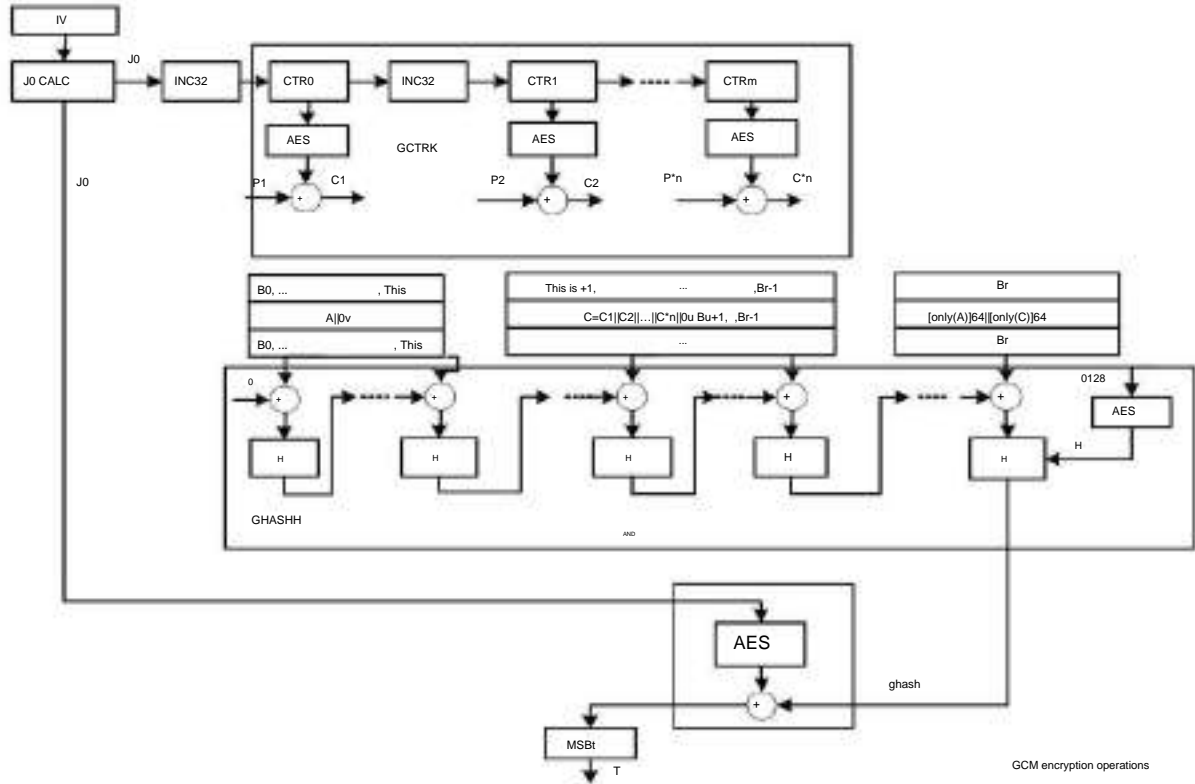 IV
J0
J0 CALC
INC32
CTR0
INC32
CTR1
CTRm
AES
GCTRK
AES
AES
J0
P1
C1
P2
C2
P*n
C*n
+
+
+
B0, ... , This
A||0v
B0, ... , This
This is +1, ... ,Br-1
C=C1||C2||…||C*n||0u Bu+1, ,Br-1
...
Br
[only(A)]64||[only(C)]64
Br
0
+
+
+
+
+
0128
AES
H
H
H
H
H
H
GHASHH
AND
AES
ghash
+
MSBt
T
GCM encryption operations